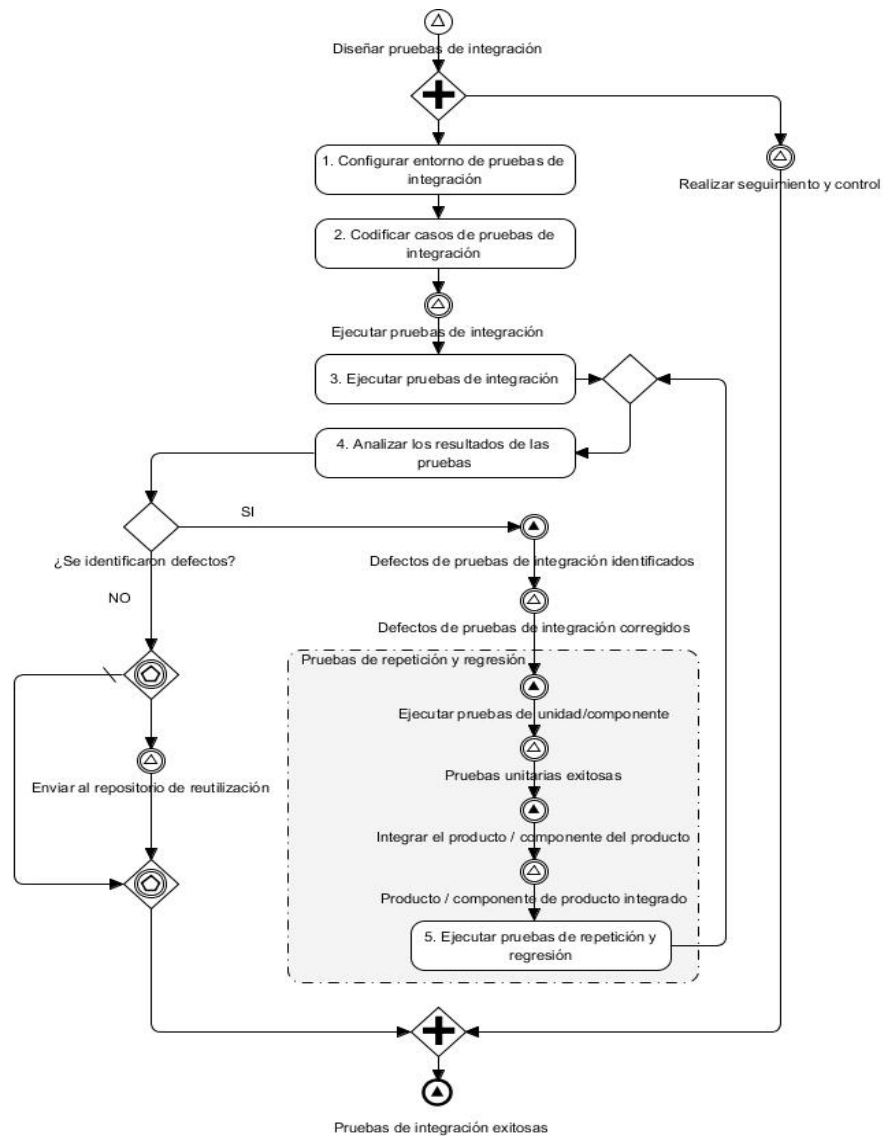 Diseñar pruebas de integración
1. Configurar entorno de pruebas de
integración
Realizar seguimiento y control
2. Codificar casos de pruebas de
integración
Ejecutar pruebas de integración
3. Ejecutar pruebas de integración
4. Analizar los resultados de las
pruebas
SI
¿Se identificaron defectos?
Defectos de pruebas de integración identificados
NO
Defectos de pruebas de integración corregidos
Pruebas de repetición y regresión
Ejecutar pruebas de unidad/componente
Pruebas unitarias exitosas
Enviar al repositorio de reutilización
Integrar el producto / componente del producto
Producto / componente de producto integrado
5. Ejecutar pruebas de repetición y
regresión
Pruebas de integración exitosas